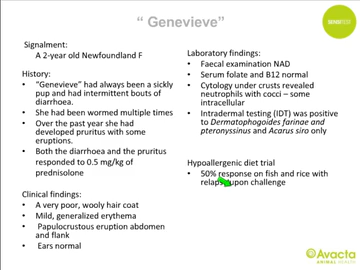 “ Genevieve”
Signalment:
A 2-year old Newfoundland F
History:
• “Genevieve” had always been a sickly
pup and had intermittent bouts of
diarrhoea.
• She had been wormed multiple times
• Over the past year she had
developed pruritus with some
eruptions.
• Both the diarrhoea and the pruritus
responded to 0.5 mg/kg of
prednisolone
Clinical findings:
• A very poor, wooly hair coat
• Mild, generalized erythema
• Papulocrustous eruption abdomen
and flank
• Ears normal
Laboratory findings:
• Faecal examination NAD
• Serum folate and B12 normal
• Cytology under crusts revealed
neutrophils with cocci – some
intracellular
• Intradermal testing (IDT) was positive
to Dermatophogoides farinae and
pteronyssinus and Acarus siro only
Hypoallergenic diet trial
• 50% response on fish and rice with
upon challenge
Avacta
ANIMAL HEALTH